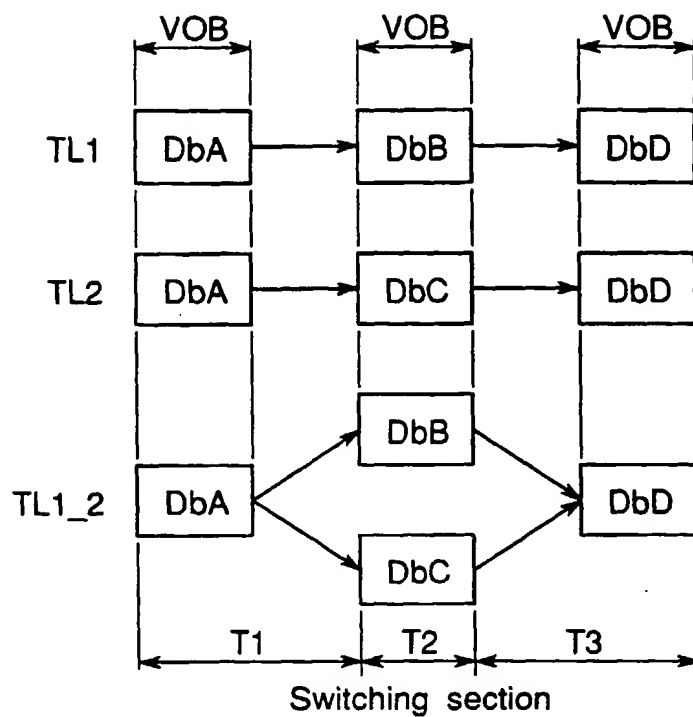 VOB VOB VOB
TL1 DbA DbB DbD
TL2 DbA DbC DbD
DbB
TL1_2 DbA DbD
DbC
T1 T2 T3
Switching section